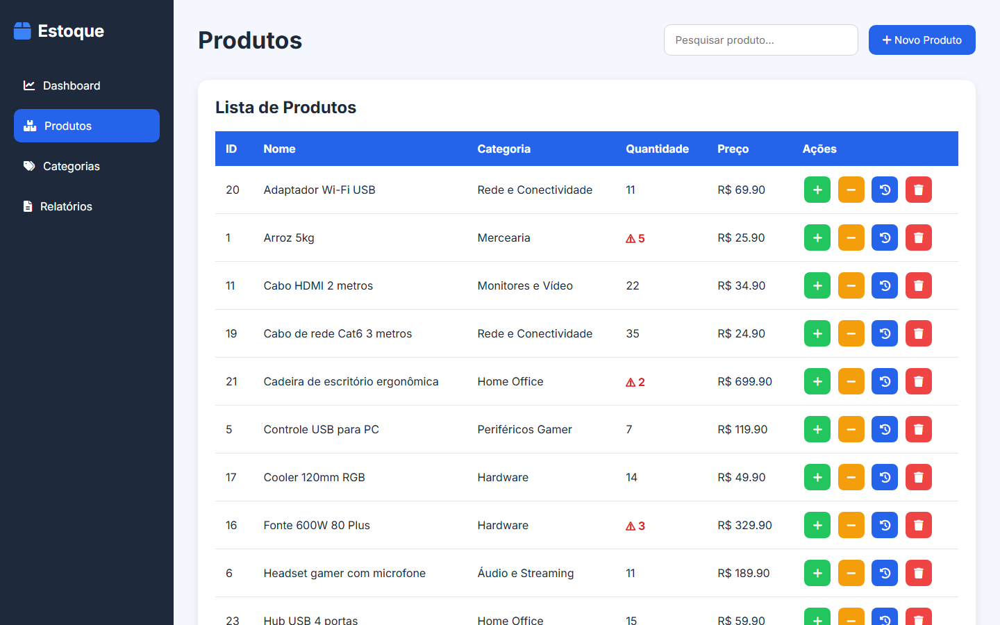 Estoque
Dashboard
Produtos
Categorias
Relatórios
Produtos
Pesquisar produto...
Novo Produto
Lista de Produtos
ID Nome Categoria Quantidade Preço Ações
20 Adaptador Wi-Fi USB Rede e Conectividade 11 R$ 69.90
1 Arroz 5kg Mercearia ⚠ 5 R$ 25.90
11 Cabo HDMI 2 metros Monitores e Vídeo 22 R$ 34.90
19 Cabo de rede Cat6 3 metros Rede e Conectividade 35 R$ 24.90
21 Cadeira de escritório ergonômica Home Office ⚠ 2 R$ 699.90
5 Controle USB para PC Periféricos Gamer 7 R$ 119.90
17 Cooler 120mm RGB Hardware 14 R$ 49.90
16 Fonte 600W 80 Plus Hardware ⚠ 3 R$ 329.90
6 Headset gamer com microfone Áudio e Streaming 11 R$ 189.90
23 Hub USB 4 portas Home Office 15 R$ 59.90